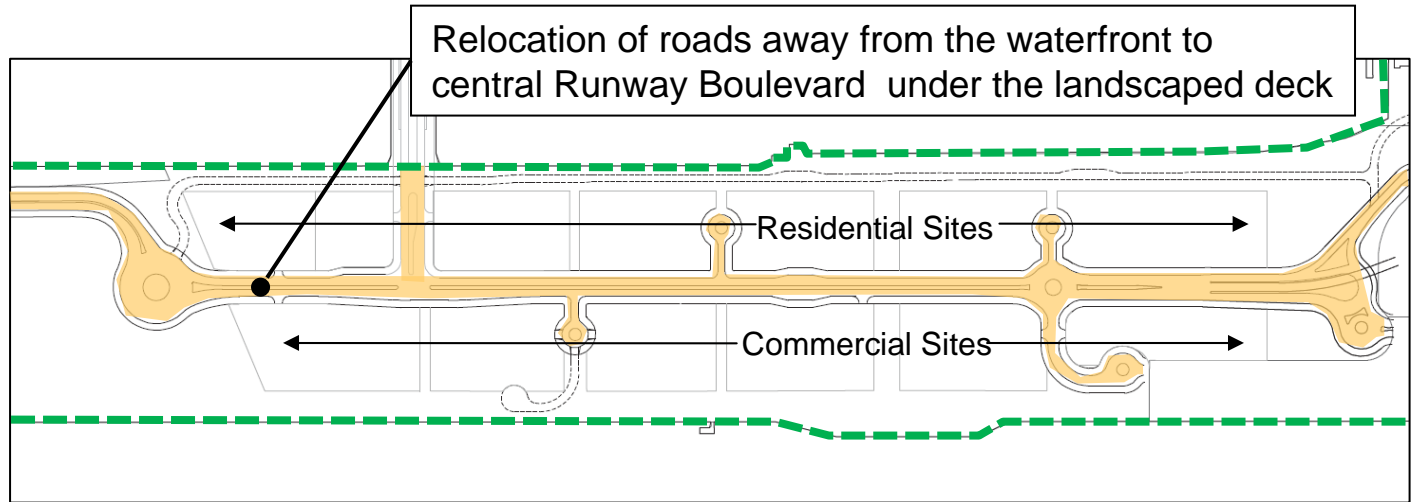 Relocation of roads away from the waterfront to
central Runway Boulevard under the landscaped deck
Residential Sites
Commercial Sites